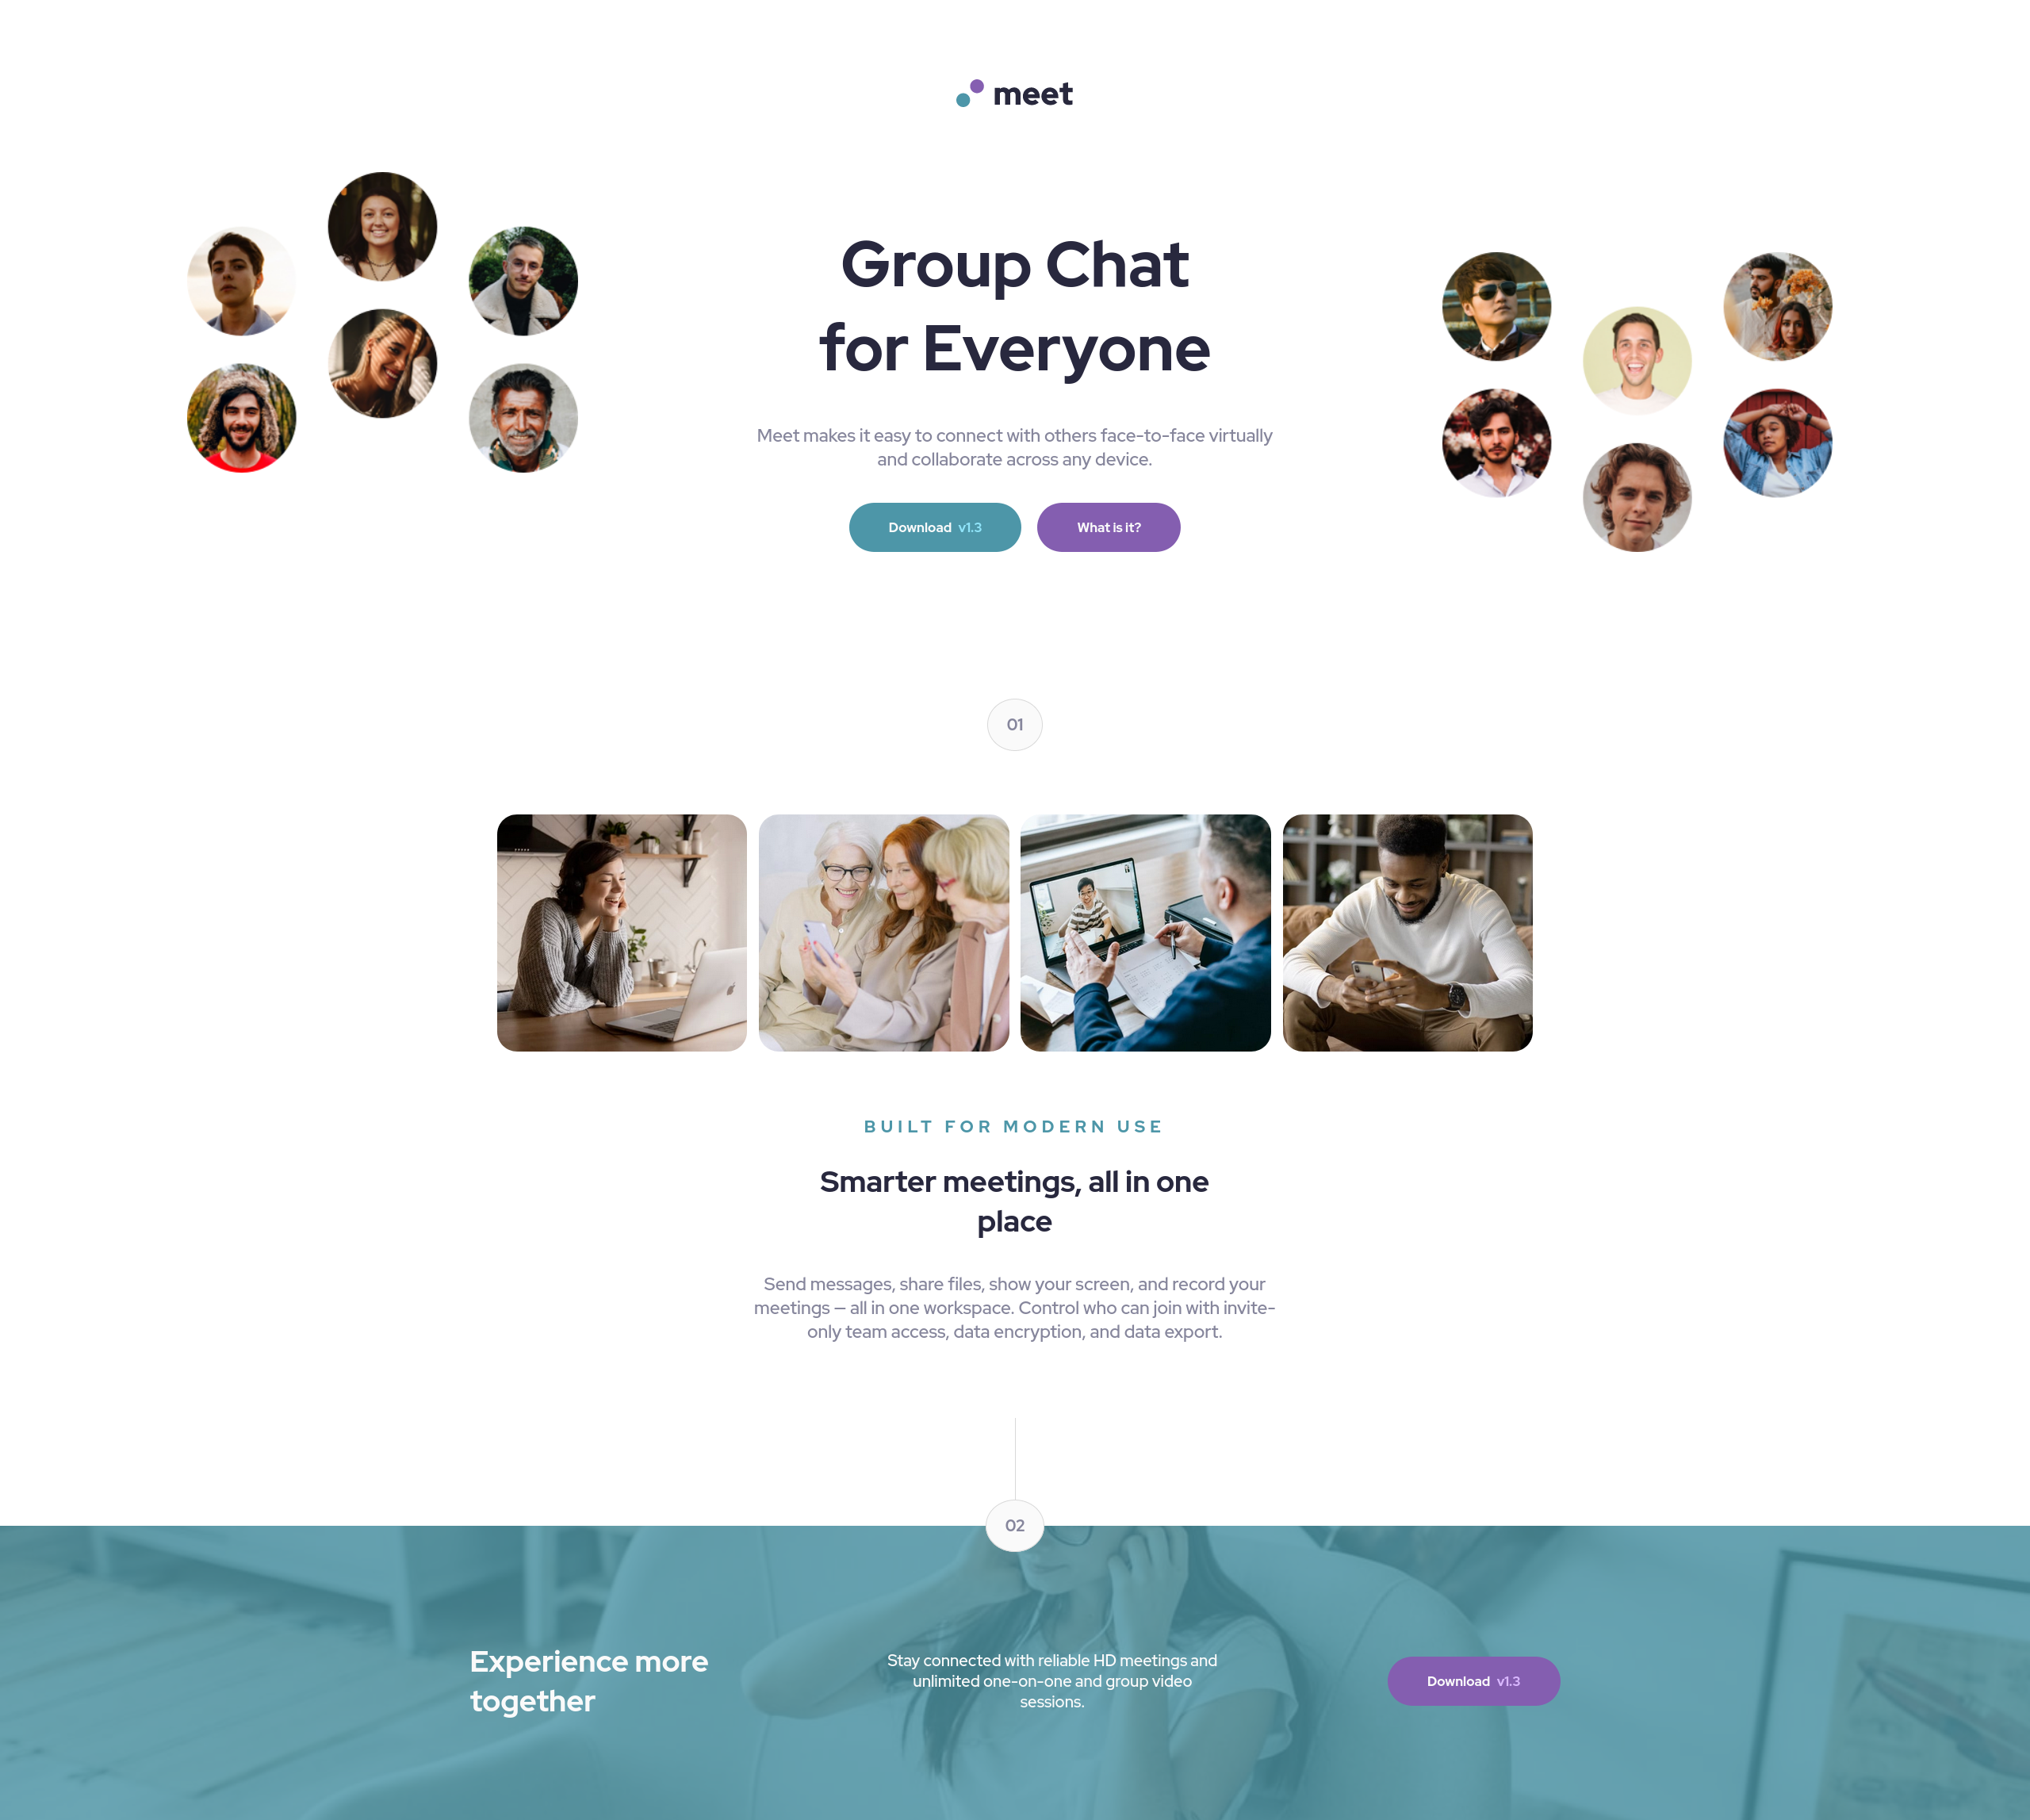 meet
Group Chat
for Everyone
Meet makes it easy to connect with others face-to-face virtually
and collaborate across any device.
Download v1.3
What is it?
01
BUILT FOR MODERN USE
Smarter meetings, all in one
place
Send messages, share files, show your screen, and record your
meetings — all in one workspace. Control who can join with invite-
only team access, data encryption, and data export.
02
Experience more
together
Stay connected with reliable HD meetings and
unlimited one-on-one and group video
sessions.
Download v1.3